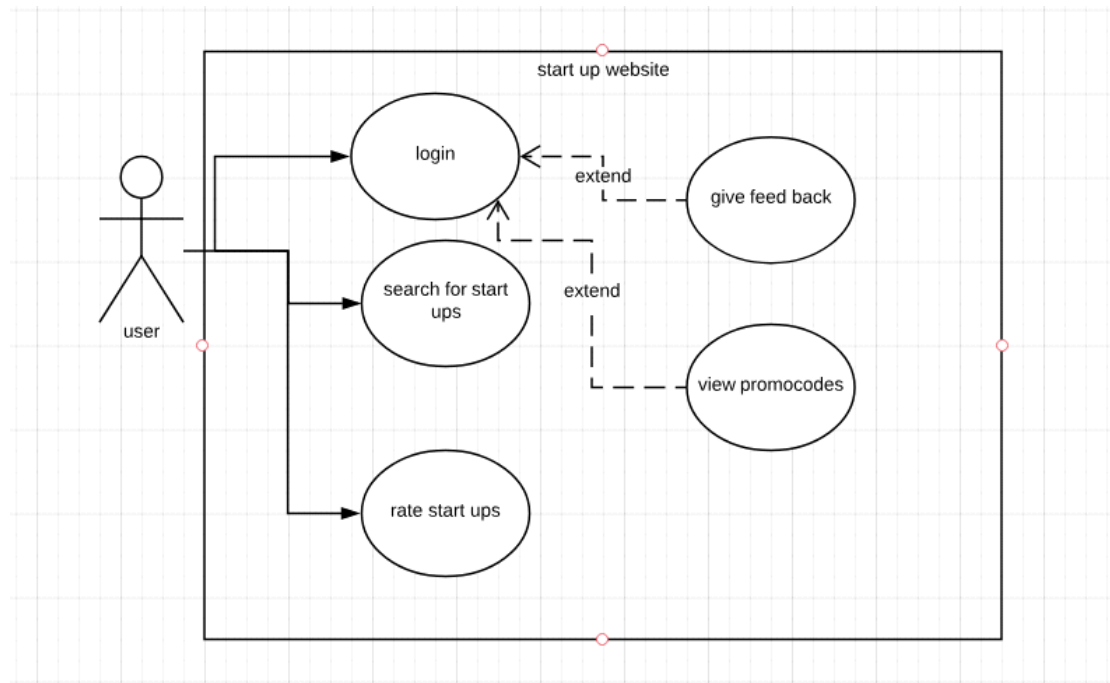 start up website
login
extend
give feed back
search for start
ups
extend
user
view promocodes
rate start ups